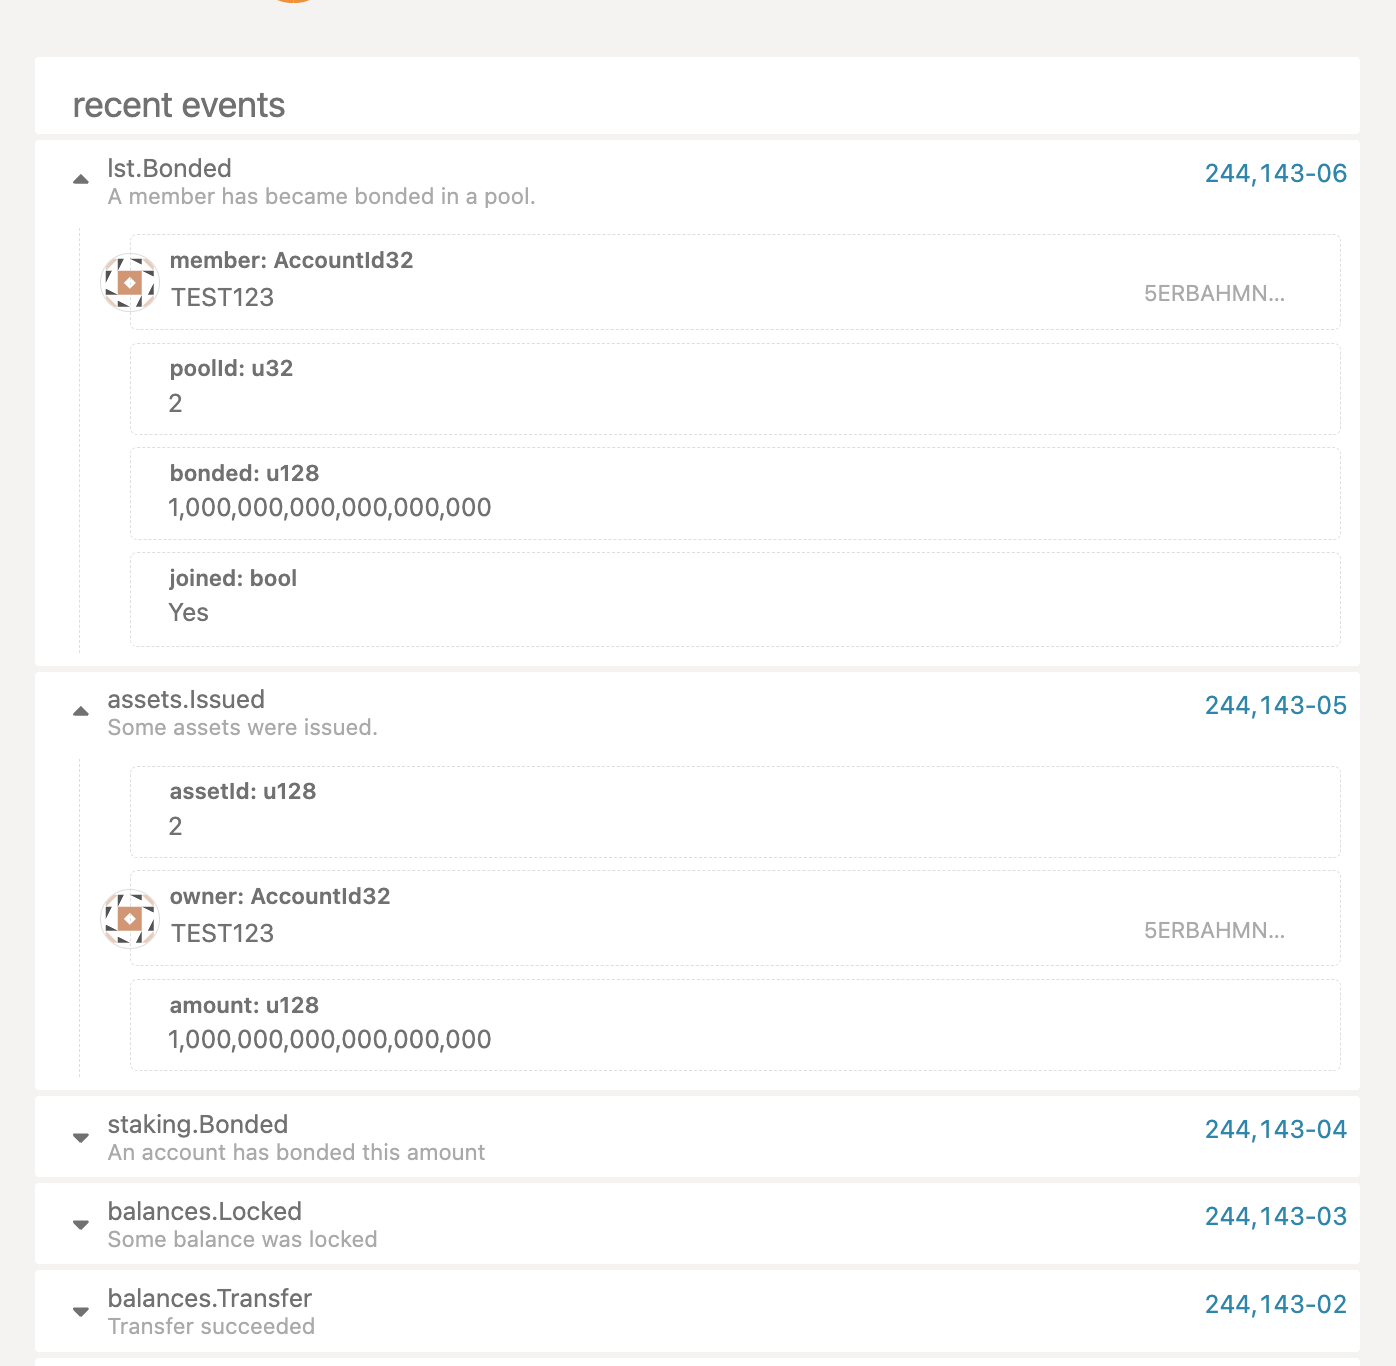 recent events
lst.Bonded
244,143-06
A member has became bonded in a pool.
member: AccountId32
TEST123
5ERBAHMN...
poolId: u32
2
bonded: u128
1,000,000,000,000,000,000
joined: bool
Yes
assets.Issued
244,143-05
Some assets were issued.
assetId: u128
2
owner: AccountId32
TEST123
5ERBAHMN...
amount: u128
1,000,000,000,000,000,000
staking.Bonded
244,143-04
An account has bonded this amount
balances.Locked
244,143-03
Some balance was locked
balances.Transfer
244,143-02
Transfer succeeded